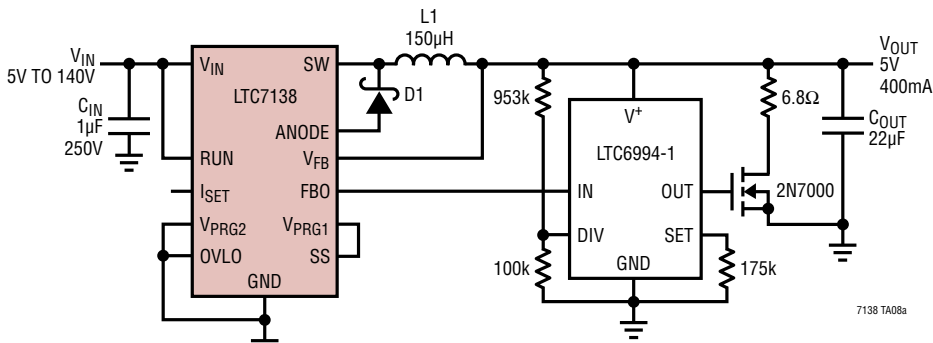 L1
150µH
VIN
5V TO 140V
CIN
1µF
250V
VIN
SW
LTC7138
D1
ANODE
RUN
VFB
ISET
FBO
VPRG2
VPRG1
OVLO
SS
GND
953k
100k
V+
LTC6994-1
IN
OUT
DIV
SET
GND
175k
6.8Ω
2N7000
VOUT
5V
400mA
COUT
22µF
7138 TA08a